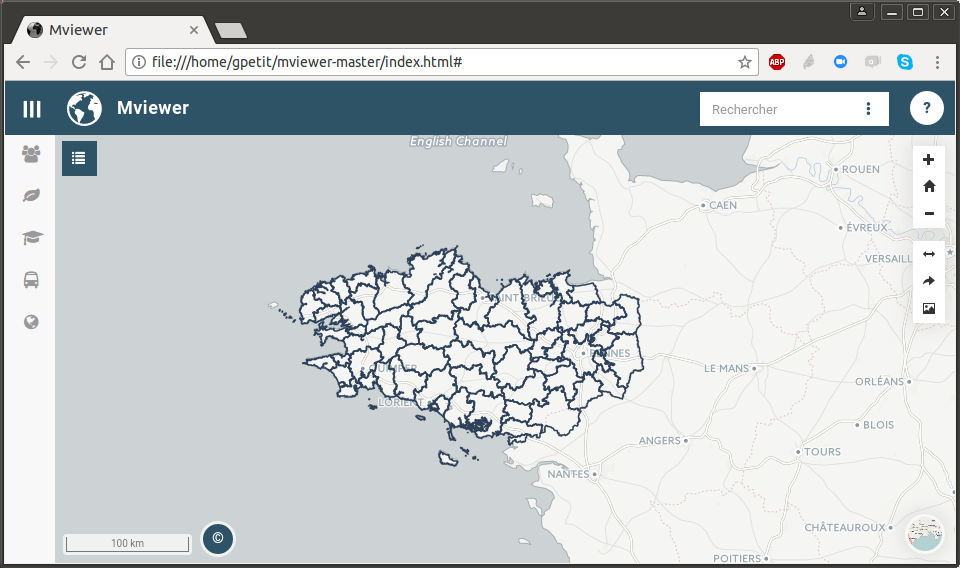 Mviewer
file:///home/gpetit/mviewer-master/index.html#
ABP
Mviewer
Rechercher
?
English Channel
ROUEN
CAEN
ÉVREUX
VERSAILL
SAINT-BRIEUC
RENNES
QUIMPER
LE MANS
LORIENT
ORLÉANS
BLOIS
ANGERS
TOURS
NANTES
CHÂTEAUROUX
POITIERS
100 km
©